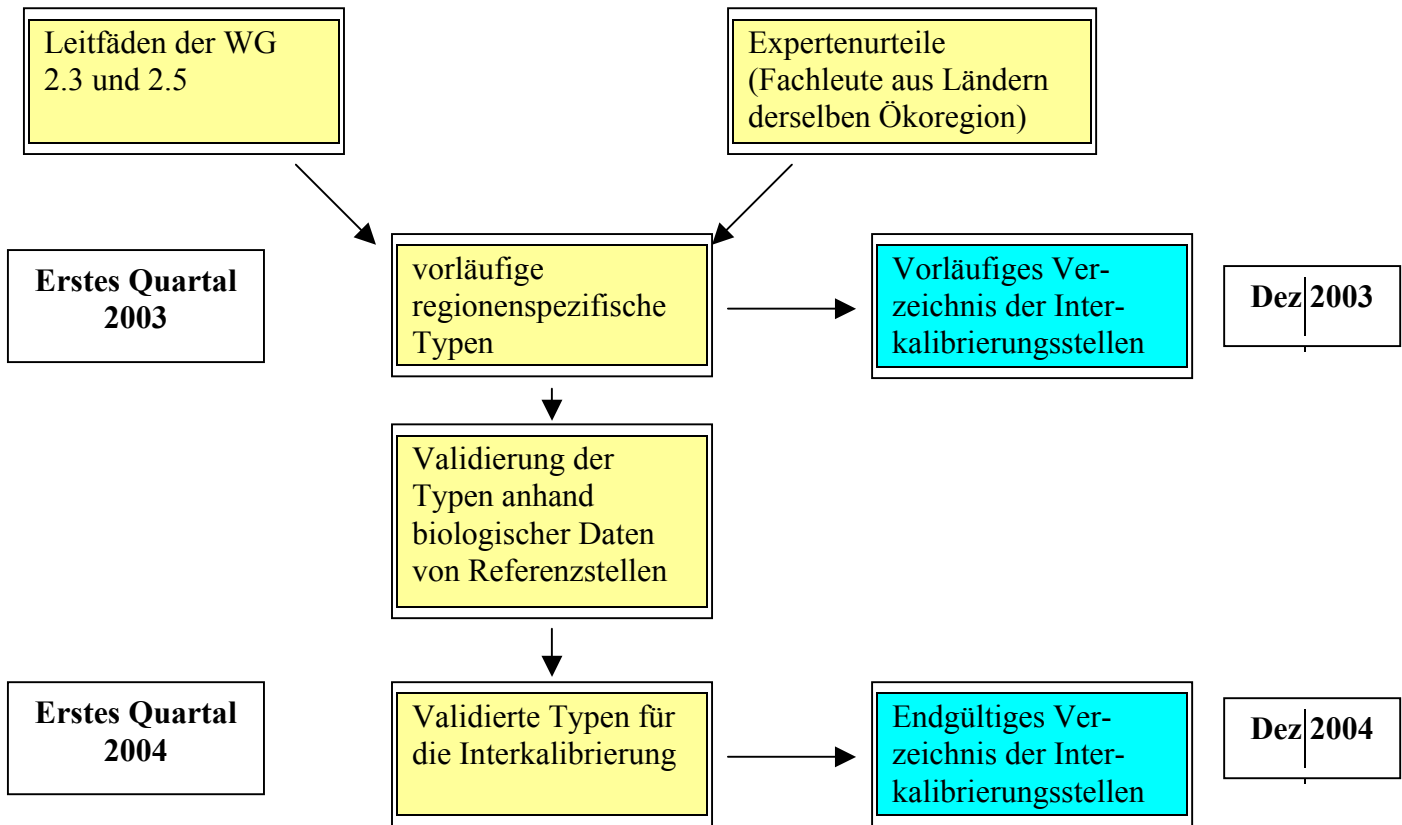 Leitfäden der WG
2.3 und 2.5
Expertenurteile
(Fachleute aus Ländern
derselben Ökoregion)
Erstes Quartal
2003
vorläufige
regionenspezifische
Typen
Vorläufiges Ver-
zeichnis der Inter-
kalibrierungsstellen
Dez 2003
Validierung der
Typen anhand
biologischer Daten
von Referenzstellen
Erstes Quartal
2004
Validierte Typen für
die Interkalibrierung
Endgültiges Ver-
zeichnis der Inter-
kalibrierungsstellen
Dez 2004